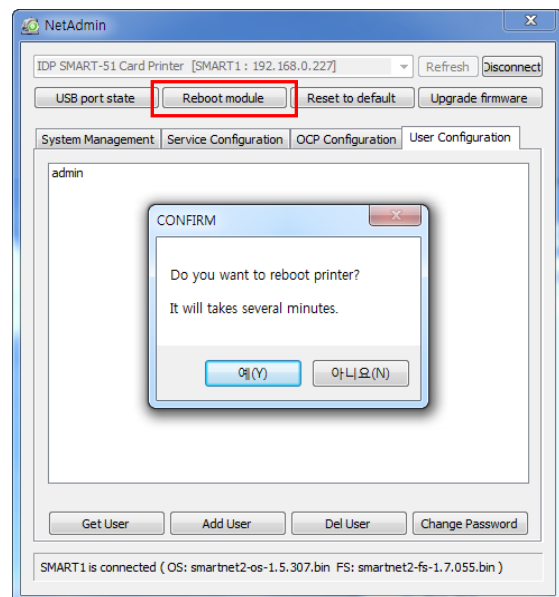 NetAdmin
IDP SMART-51 Card Printer [SMART1 : 192.168.0.227] Refresh Disconnect
USB port state Reboot module Reset to default Upgrade firmware
System Management Service Configuration OCP Configuration User Configuration
admin
CONFIRM
Do you want to reboot printer?
It will takes several minutes.
예(Y) 아니요(N)
Get User Add User Del User Change Password
SMART1 is connected ( OS: smartnet2-os-1.5.307.bin FS: smartnet2-fs-1.7.055.bin )